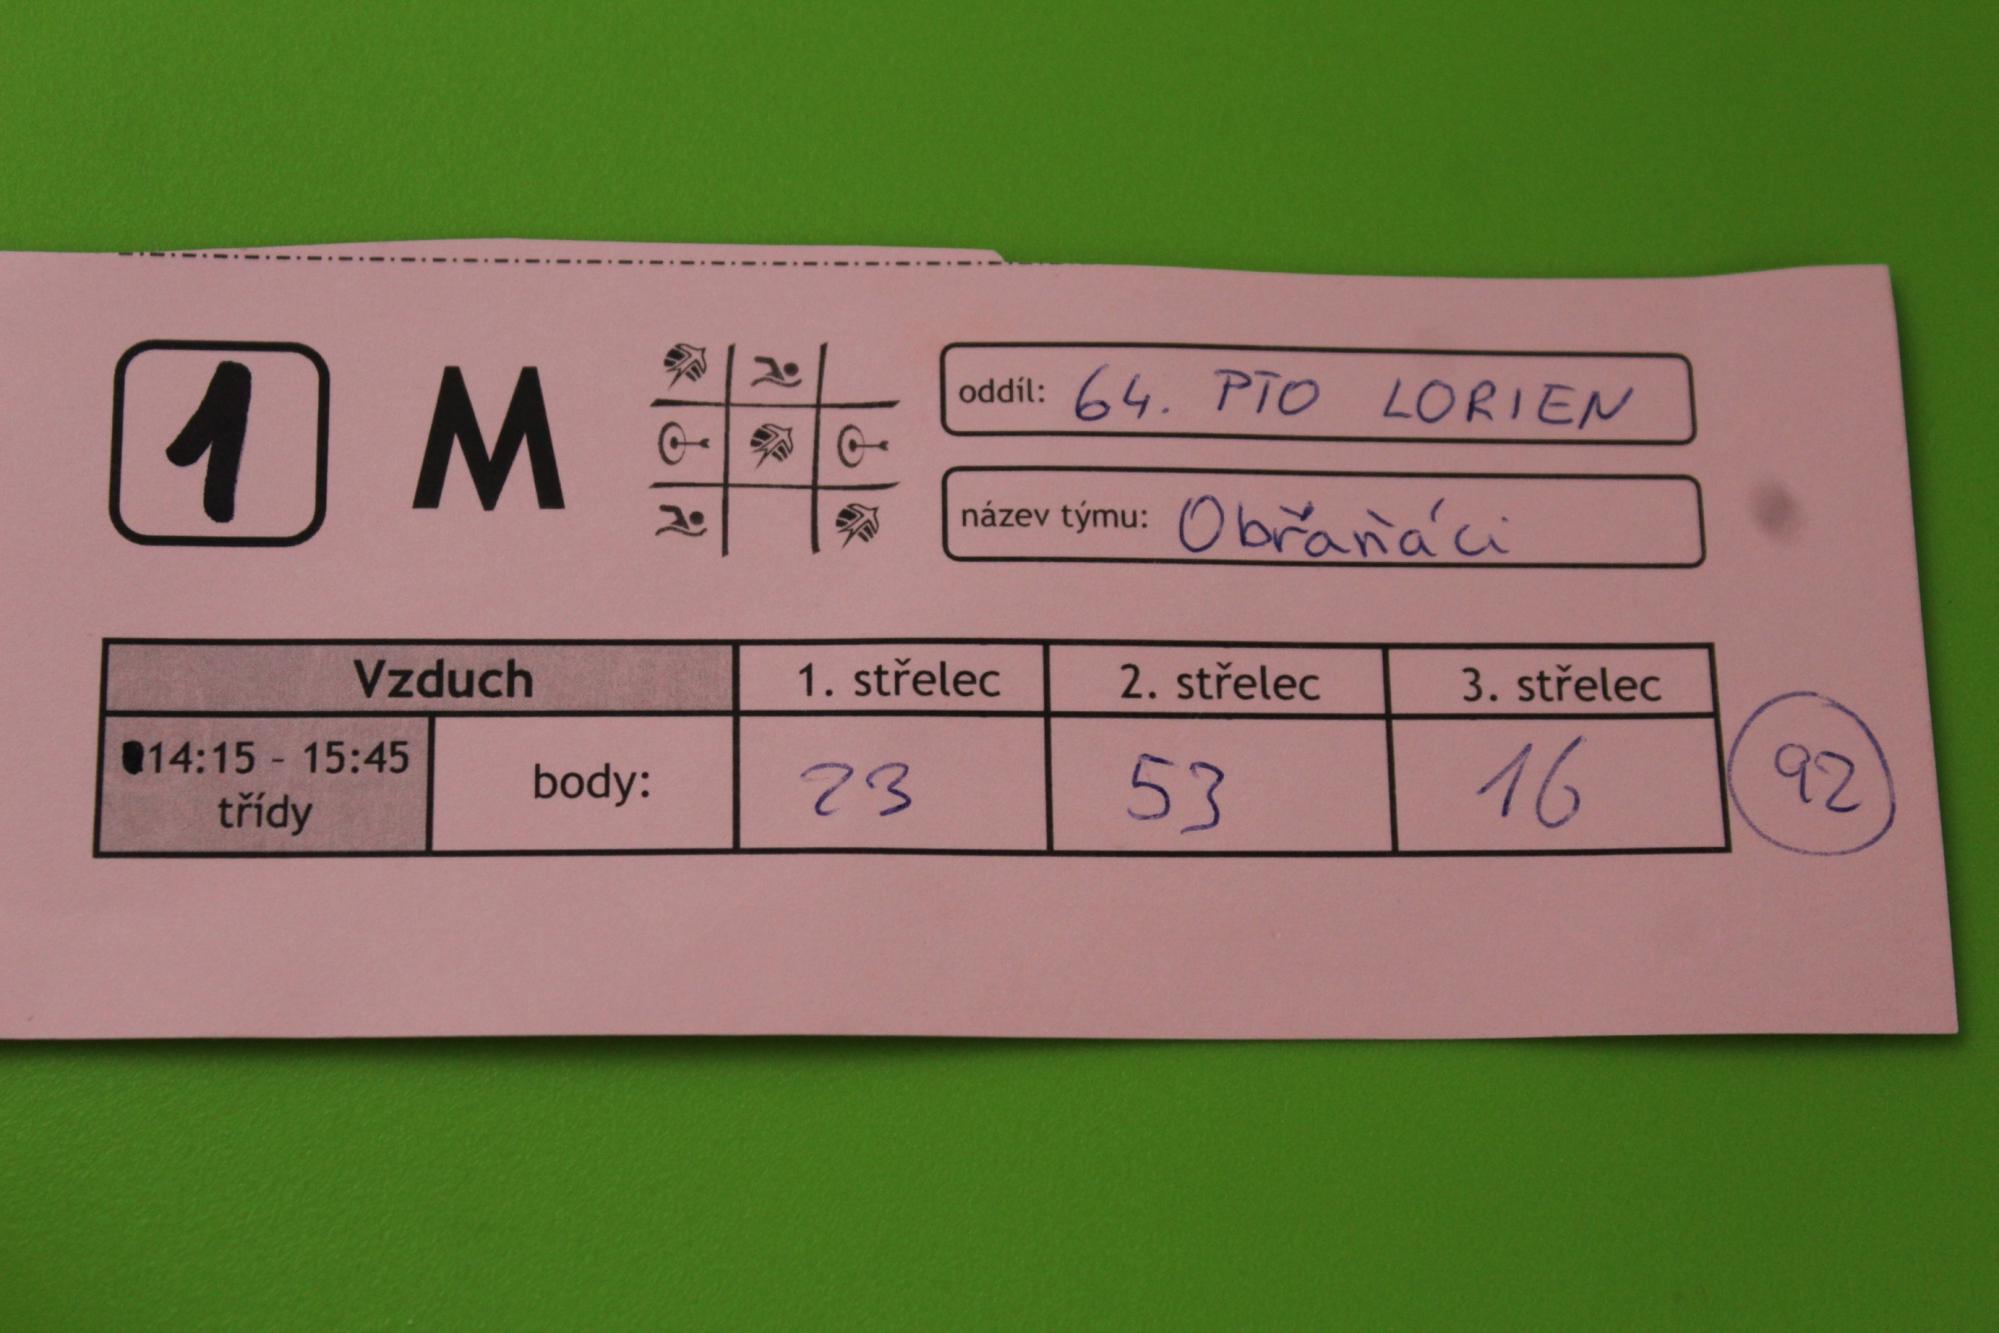 1 M
oddíl: 64. PTO LORIEN
název týmu: Obřaňáci
Vzduch 1. střelec 2. střelec 3. střelec
14:15 - 15:45
třídy
body: 23 53 16 92